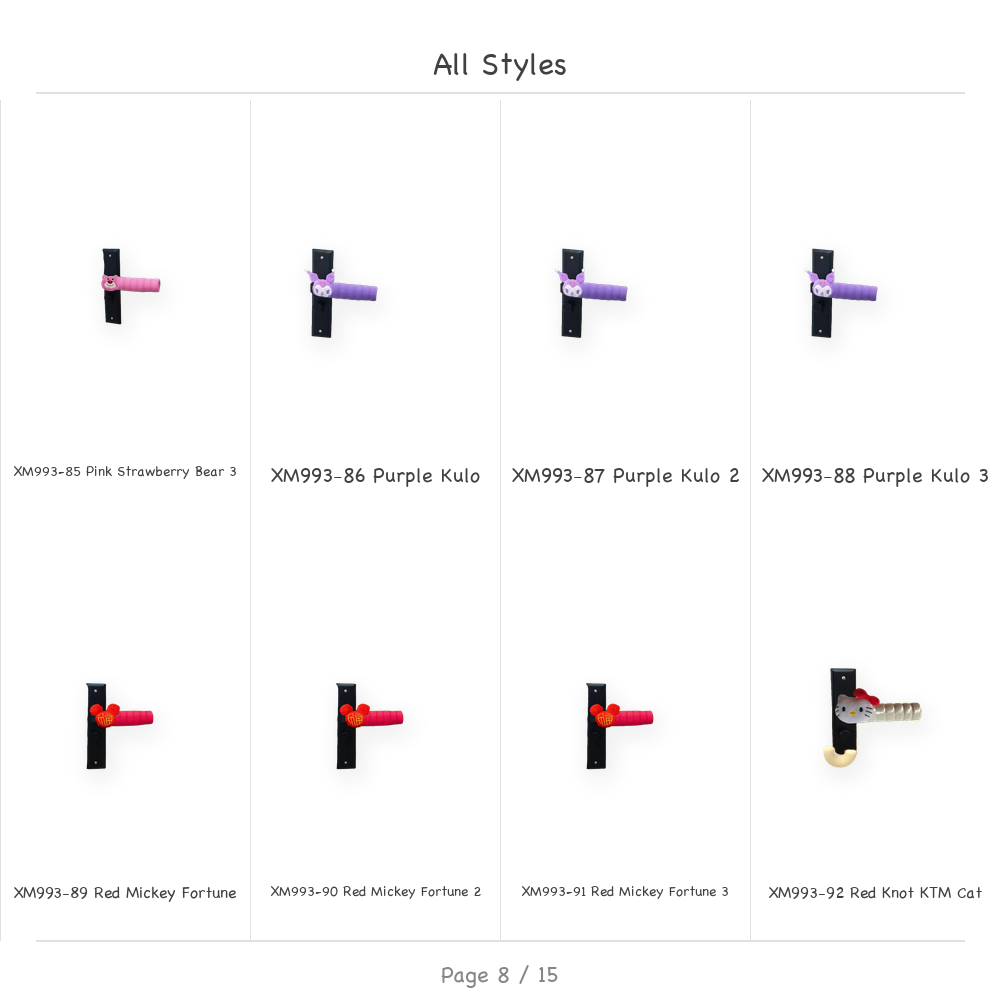 All Styles
XM993-85 Pink Strawberry Bear 3
XM993-86 Purple Kulo
XM993-87 Purple Kulo 2
XM993-88 Purple Kulo 3
XM993-89 Red Mickey Fortune
XM993-90 Red Mickey Fortune 2
XM993-91 Red Mickey Fortune 3
XM993-92 Red Knot KTM Cat
Page 8 / 15